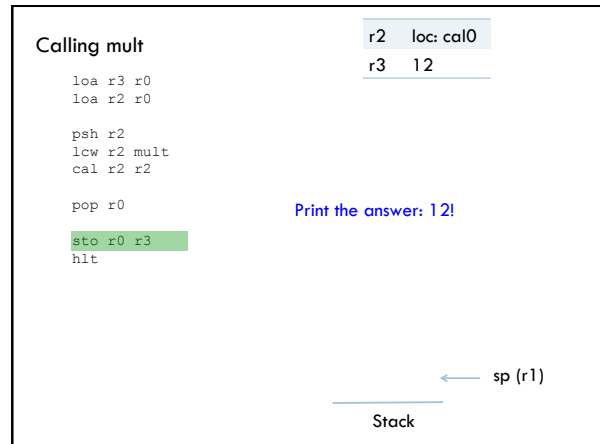 Calling mult
loa r3 r0
loa r2 r0
psh r2
lcw r2 mult
cal r2 r2
pop r0
sto r0 r3
hlt
r2 loc: cal0
r3 12
Print the answer: 12!
sp (r1)
Stack